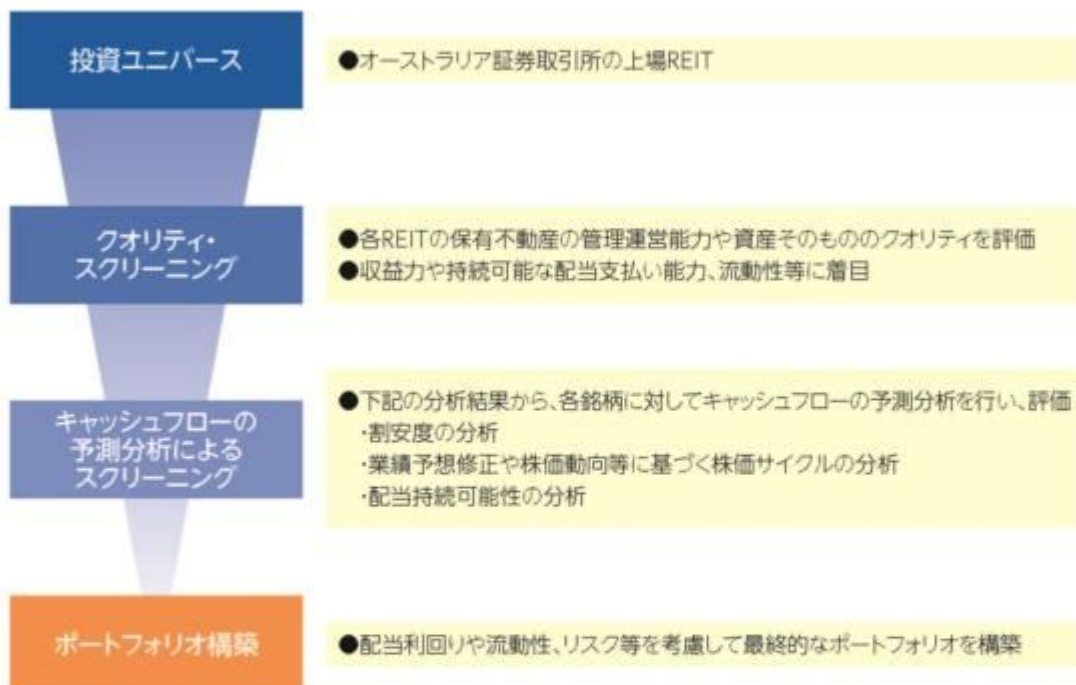 投資ユニバース
●オーストラリア証券取引所の上場REIT
クオリティ・
スクリーニング
●各REITの保有不動産の管理運営能力や資産そのもののクオリティを評価
●収益力や持続可能な配当支払い能力、流動性等に着目
キャッシュフローの
予測分析による
スクリーニング
●下記の分析結果から、各銘柄に対してキャッシュフローの予測分析を行い、評価
・割安度の分析
・業績予想修正や株価動向等に基づく株価サイクルの分析
・配当持続可能性の分析
ポートフォリオ構築
●配当利回りや流動性、リスク等を考慮して最終的なポートフォリオを構築